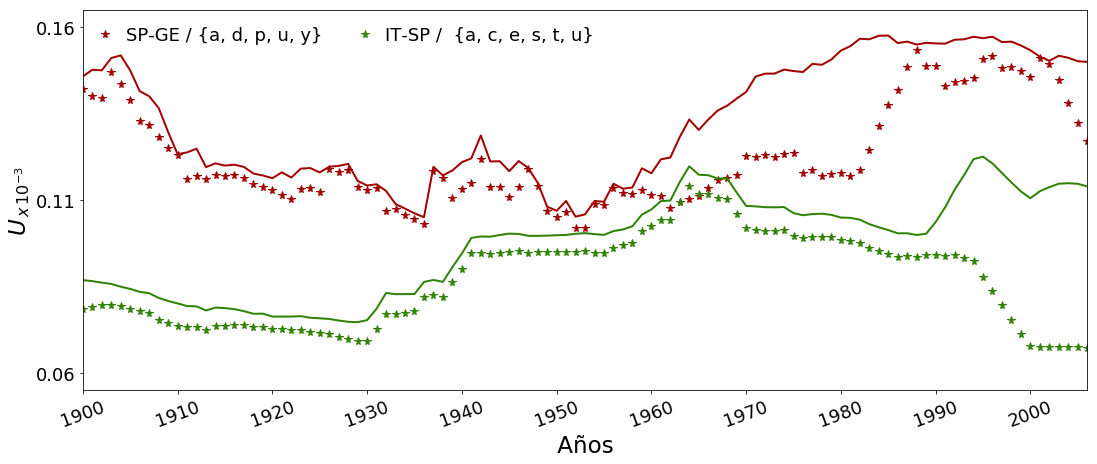 SP-GE / {a, d, p, u, y}
IT-SP / {a, c, e, s, t, u}
0.16
0.11
0.06
U x 10⁻³
1900 1910 1920 1930 1940 1950 1960 1970 1980 1990 2000
Años